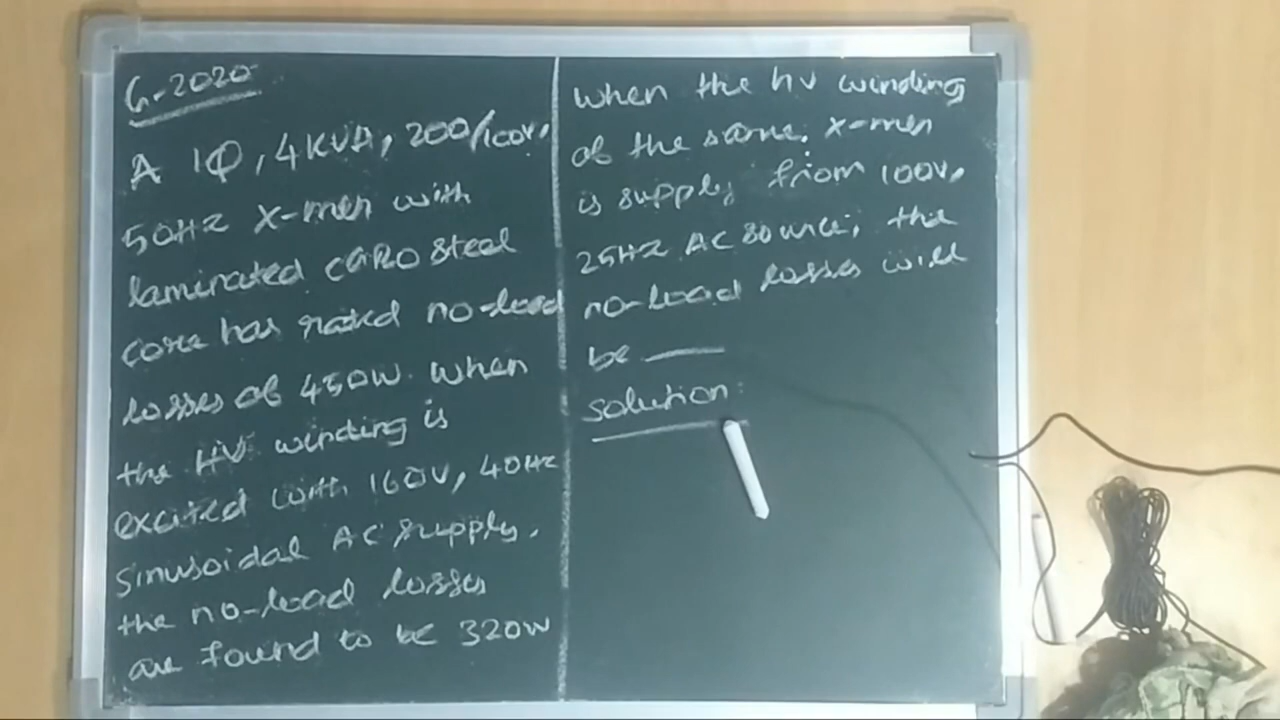 G-2020
A 1Φ, 4KVA, 200/100V,
50Hz X-mer with
laminated CRGO steel
core has rated no-load
losses of 450W. When
the HV winding is
excited with 160V, 40Hz
sinusoidal AC supply,
the no-load losses
are found to be 320W
When the hv winding
of the same X-mer
is supply from 100V,
25Hz AC source, the
no-load losses will
be ___
solution: